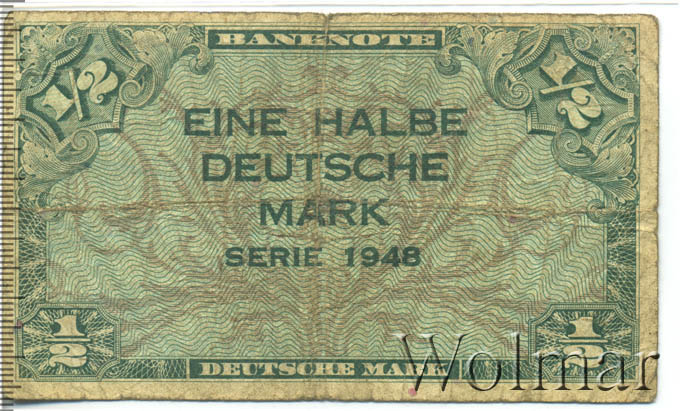 BANKNOTE
1/2 1/2
EINE HALBE
DEUTSCHE
MARK
SERIE 1948
1/2 1/2
DEUTSCHE MARK
Wolmar